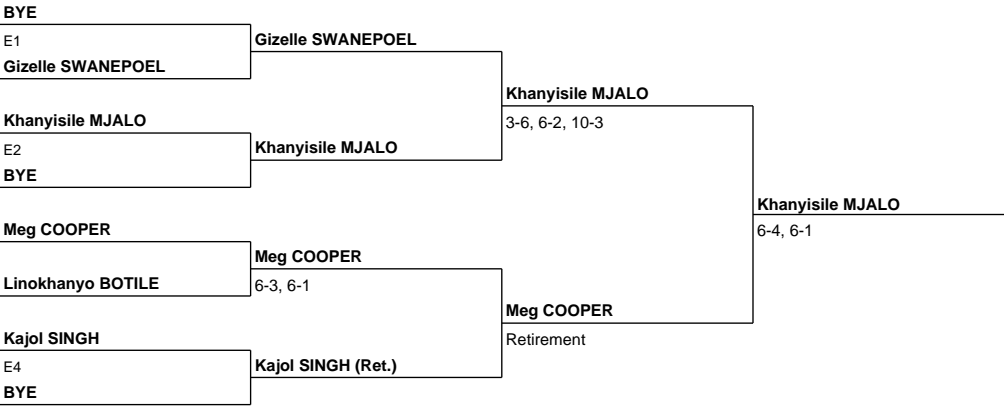 BYE
E1
Gizelle SWANEPOEL
Gizelle SWANEPOEL
Khanyisile MJALO
3-6, 6-2, 10-3
Khanyisile MJALO
E2
Khanyisile MJALO
BYE
Khanyisile MJALO
6-4, 6-1
Meg COOPER
Meg COOPER
6-3, 6-1
Linokhanyo BOTILE
Meg COOPER
Retirement
Kajol SINGH
E4
Kajol SINGH (Ret.)
BYE